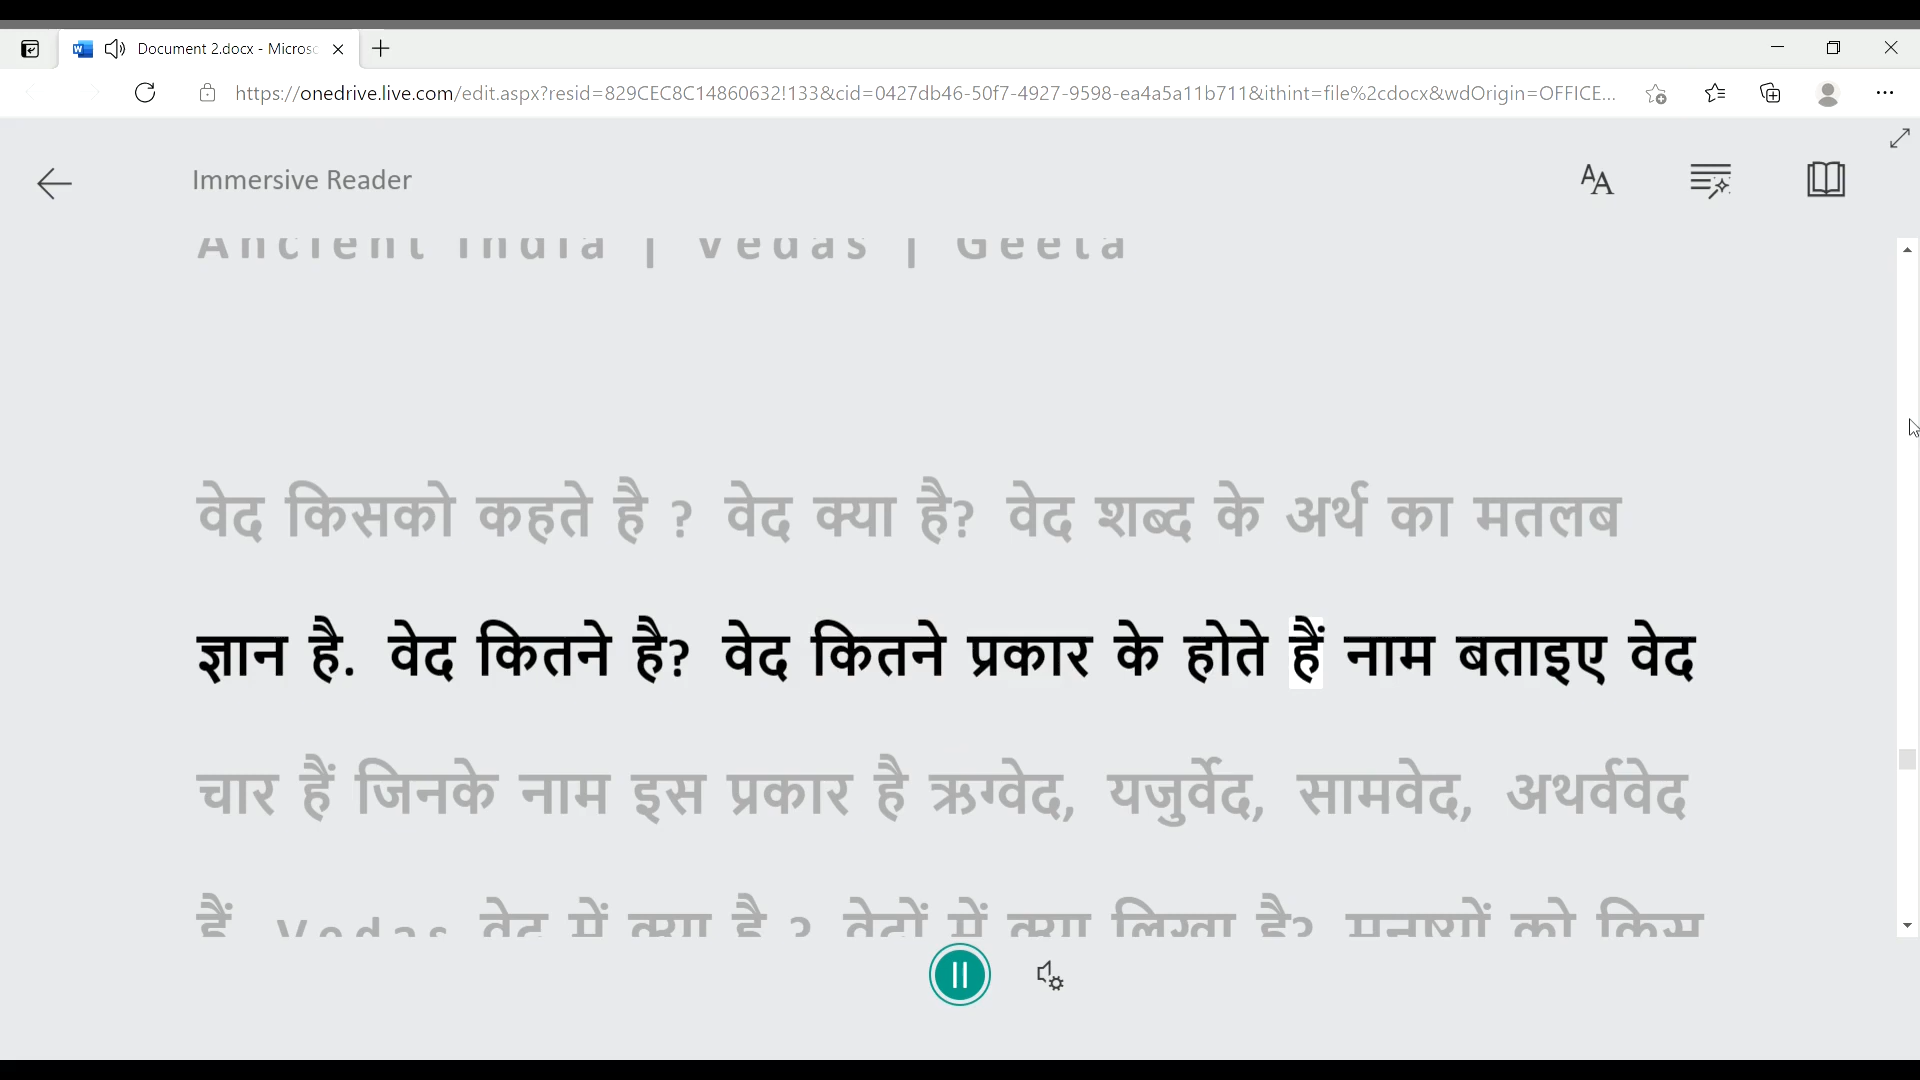 Document 2.docx - Micros
https://onedrive.live.com/edit.aspx?resid=829CEC8C14860632!133&cid=0427db46-50f7-4927-9598-ea4a5a11b711&ithint=file%2cdocx&wdOrigin=OFFICE...
Immersive Reader
Ancient India | Vedas | Geeta
वेद किसको कहते है ? वेद क्या है? वेद शब्द के अर्थ का मतलब
ज्ञान है. वेद कितने है? वेद कितने प्रकार के होते हैं नाम बताइए वेद
चार हैं जिनके नाम इस प्रकार है ऋग्वेद, यजुर्वेद, सामवेद, अथर्ववेद
हैं Vedas वेद में क्या है ? वेदों में क्या लिखा है? मनुष्यों को किस